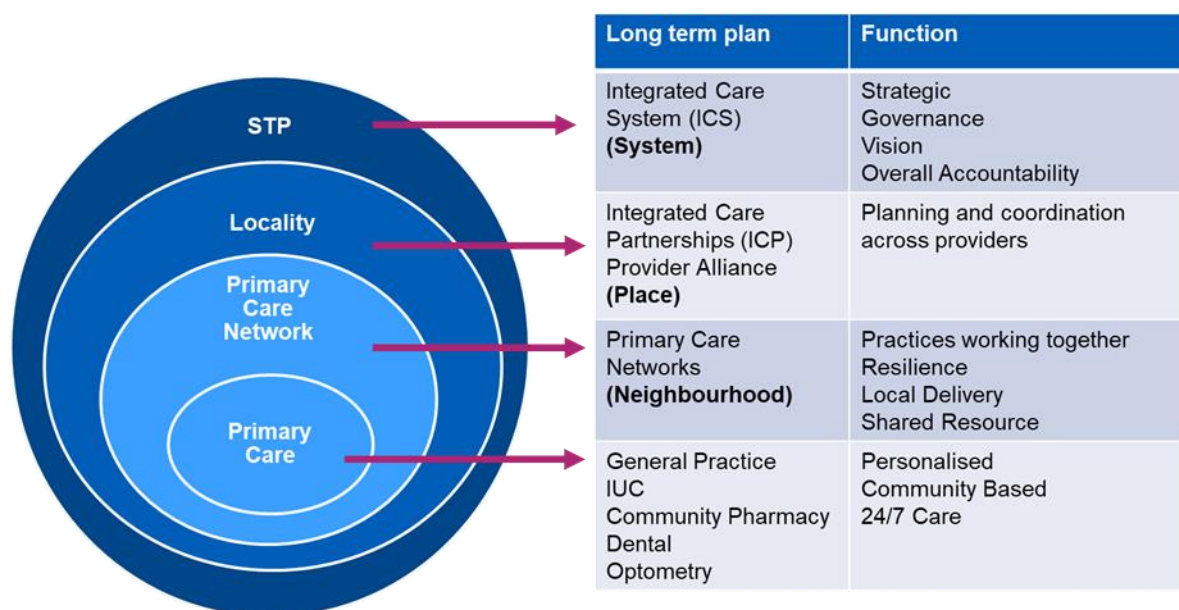 STP
Locality
Primary
Care
Network
Primary
Care
Long term plan
Function
Integrated Care
System (ICS)
(System)
Strategic
Governance
Vision
Overall Accountability
Integrated Care
Partnerships (ICP)
Provider Alliance
(Place)
Planning and coordination
across providers
Primary Care
Networks
(Neighbourhood)
Practices working together
Resilience
Local Delivery
Shared Resource
General Practice
IUC
Community Pharmacy
Dental
Optometry
Personalised
Community Based
24/7 Care